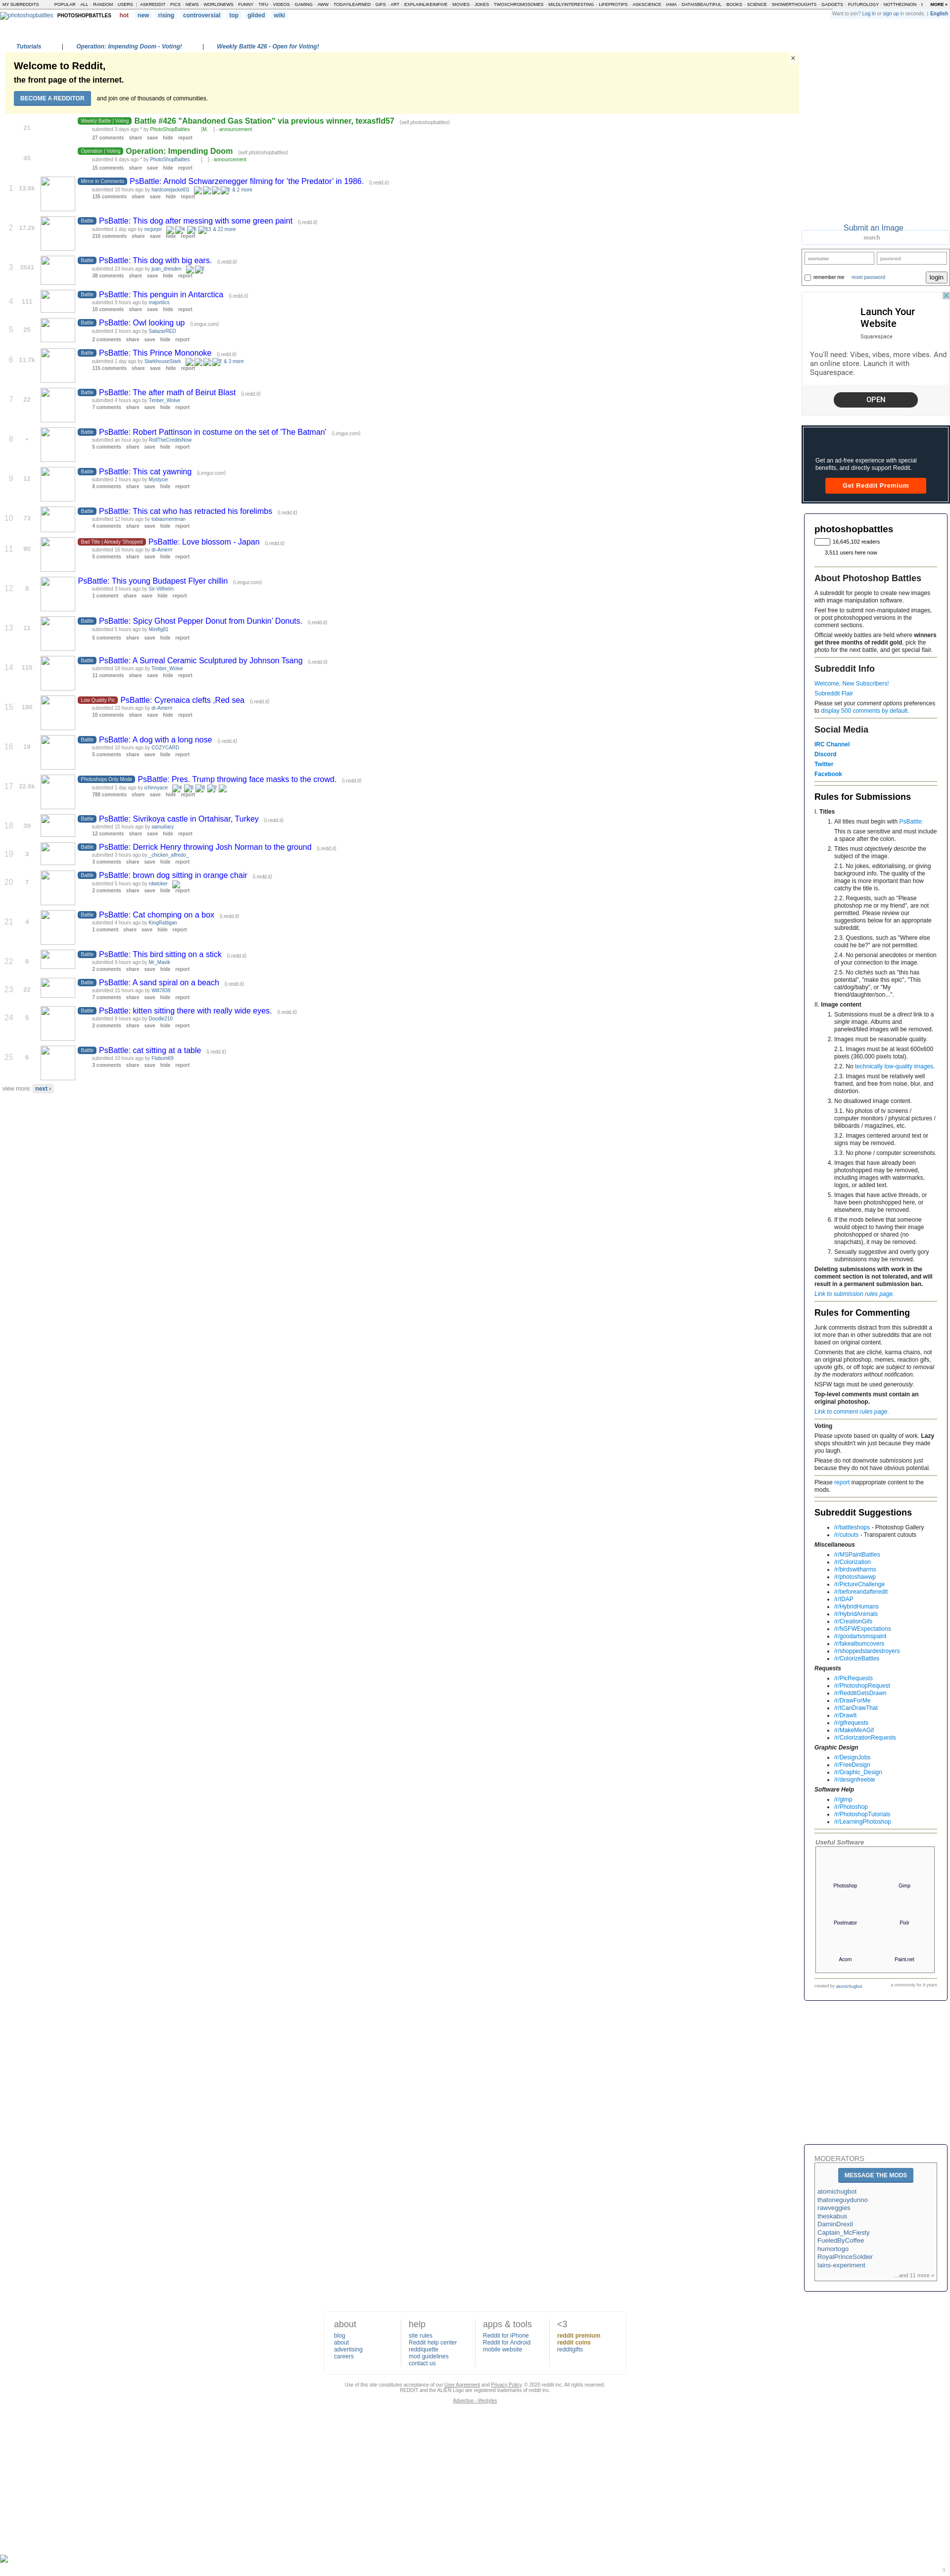 MY SUBREDDITS POPULAR - ALL - RANDOM - USERS | ASKREDDIT - PICS - NEWS - WORLDNEWS - FUNNY - TIFU - VIDEOS - GAMING - AWW - TODAYILEARNED - GIFS - ART - EXPLAINLIKEIMFIVE - MOVIES - JOKES - TWOXCHROMOSOMES - MILDLYINTERESTING - LIFEPROTIPS - ASKSCIENCE - IAMA - DATAISBEAUTIFUL - BOOKS - SCIENCE - SHOWERTHOUGHTS - GADGETS - FUTUROLOGY - NOTTHEONION MORE »
photoshopbattles PHOTOSHOPBATTLES hot new rising controversial top gilded wiki
Want to join? Log in or sign up in seconds. | English
Tutorials | Operation: Impending Doom - Voting! | Weekly Battle 426 - Open for Voting!
Welcome to Reddit,
the front page of the internet.
BECOME A REDDITOR and join one of thousands of communities.
×
21
Weekly Battle | Voting Battle #426 "Abandoned Gas Station" via previous winner, texasfld57 (self.photoshopbattles)
submitted 3 days ago * by PhotoShopBattles [M, ] - announcement
27 comments share save hide report
Operation | Voting Operation: Impending Doom (self.photoshopbattles)
submitted 6 days ago * by PhotoShopBattles [ ] - announcement
15 comments share save hide report
1 13.6k Mirror in Comments PsBattle: Arnold Schwarzenegger filming for ‘the Predator’ in 1986. (i.redd.it)
submitted 10 hours ago by hardcorejacket01 & 2 more
135 comments share save hide report
2 17.2k Battle PsBattle: This dog after messing with some green paint (i.redd.it)
submitted 1 day ago by mcjorjor & 22 more
210 comments share save hide report
3 3541 Battle PsBattle: This dog with big ears. (i.redd.it)
submitted 23 hours ago by juan_dresden
38 comments share save hide report
4 111 Battle PsBattle: This penguin in Antarctica (i.redd.it)
submitted 9 hours ago by majoritics
10 comments share save hide report
5 25 Battle PsBattle: Owl looking up (i.imgur.com)
submitted 2 hours ago by SalazarRED
2 comments share save hide report
6 11.7k Battle PsBattle: This Prince Mononoke (i.redd.it)
submitted 1 day ago by StarkhouseStark & 3 more
115 comments share save hide report
7 22 Battle PsBattle: The after math of Beirut Blast (i.redd.it)
submitted 4 hours ago by Timber_Wolve
7 comments share save hide report
8 • Battle PsBattle: Robert Pattinson in costume on the set of 'The Batman' (i.imgur.com)
submitted an hour ago by RollTheCreditsNow
5 comments share save hide report
9 12 Battle PsBattle: This cat yawning (i.imgur.com)
submitted 2 hours ago by Mystycie
8 comments share save hide report
10 73 Battle PsBattle: This cat who has retracted his forelimbs (i.redd.it)
submitted 12 hours ago by tobiasmerriman
4 comments share save hide report
11 90 Bad Title | Already 'Shopped PsBattle: Love blossom - Japan (i.redd.it)
submitted 16 hours ago by dr-Amerrr
5 comments share save hide report
12 8 PsBattle: This young Budapest Flyer chillin (i.imgur.com)
submitted 3 hours ago by Sir-Vilhelm
1 comment share save hide report
13 11 Battle PsBattle: Spicy Ghost Pepper Donut from Dunkin’ Donuts. (i.redd.it)
submitted 5 hours ago by Minifig81
5 comments share save hide report
14 115 Battle PsBattle: A Surreal Ceramic Sculptured by Johnson Tsang (i.redd.it)
submitted 18 hours ago by Timber_Wolve
11 comments share save hide report
15 180 Low Quality Pic PsBattle: Cyrenaica clefts ,Red sea (i.redd.it)
submitted 22 hours ago by dr-Amerrr
10 comments share save hide report
16 Battle PsBattle: A dog with a long nose (i.redd.it)
submitted 10 hours ago by COZYCARD
5 comments share save hide report
17 22.6k Photoshops Only Mode PsBattle: Pres. Trump throwing face masks to the crowd. (i.redd.it)
submitted 1 day ago by ichiroyace
788 comments share save hide report
18 Battle PsBattle: Sivrikoya castle in Ortahisar, Turkey (i.redd.it)
submitted 15 hours ago by samuiliary
12 comments share save hide report
19 3 Battle PsBattle: Derrick Henry throwing Josh Norman to the ground (i.redd.it)
submitted 3 hours ago by _chicken_alfredo_
3 comments share save hide report
20 7 Battle PsBattle: brown dog sitting in orange chair (i.redd.it)
submitted 5 hours ago by rdwtoker
2 comments share save hide report
21 4 Battle PsBattle: Cat chomping on a box (i.redd.it)
submitted 4 hours ago by KingRattigan
1 comment share save hide report
22 8 Battle PsBattle: This bird sitting on a stick (i.redd.it)
submitted 9 hours ago by Mr_Mavik
2 comments share save hide report
23 22 Battle PsBattle: A sand spiral on a beach (i.redd.it)
submitted 15 hours ago by Will7838
7 comments share save hide report
24 5 Battle PsBattle: kitten sitting there with really wide eyes. (i.redd.it)
submitted 9 hours ago by Doodle210
2 comments share save hide report
25 6 Battle PsBattle: cat sitting at a table (i.redd.it)
submitted 10 hours ago by Flobum69
3 comments share save hide report
view more: next ›
Submit an Image
search
username password
remember me reset password login
Launch Your
Website
Squarespace
You'll need: Vibes, vibes, more vibes. And
an online store. Launch it with
Squarespace.
OPEN
Get an ad-free experience with special
benefits, and directly support Reddit.
Get Reddit Premium
photoshopbattles
16,645,102 readers
3,511 users here now
About Photoshop Battles
A subreddit for people to create new images
with image manipulation software.
Feel free to submit non-manipulated images,
or post photoshopped versions in the
comment sections.
Official weekly battles are held where winners
get three months of reddit gold, pick the
photo for the next battle, and get special flair.
Subreddit Info
Welcome, New Subscribers!
Subreddit Flair
Please set your comment options preferences
to display 500 comments by default.
Social Media
IRC Channel
Discord
Twitter
Facebook
Rules for Submissions
I. Titles
1. All titles must begin with PsBattle:
This is case sensitive and must include
a space after the colon.
2. Titles must objectively describe the
subject of the image.
2.1. No jokes, editorialising, or giving
background info. The quality of the
image is more important than how
catchy the title is.
2.2. Requests, such as "Please
photoshop me or my friend", are not
permitted. Please review our
suggestions below for an appropriate
subreddit.
2.3. Questions, such as "Where else
could he be?" are not permitted.
2.4. No personal anecdotes or mention
of your connection to the image.
2.5. No clichés such as "this has
potential", "make this epic", "This
cat/dog/baby", or "My
friend/daughter/son...".
II. Image content
1. Submissions must be a direct link to a
single image. Albums and
paneled/tiled images will be removed.
2. Images must be reasonable quality.
2.1. Images must be at least 600x600
pixels (360,000 pixels total).
2.2. No technically low-quality images.
2.3. Images must be relatively well
framed, and free from noise, blur, and
distortion.
3. No disallowed image content.
3.1. No photos of tv screens /
computer monitors / physical pictures /
billboards / magazines, etc.
3.2. Images centered around text or
signs may be removed.
3.3. No phone / computer screenshots.
4. Images that have already been
photoshopped may be removed,
including images with watermarks,
logos, or added text.
5. Images that have active threads, or
have been photoshopped here, or
elsewhere, may be removed.
6. If the mods believe that someone
would object to having their image
photoshopped or shared (no
snapchats), it may be removed.
7. Sexually suggestive and overly gory
submissions may be removed.
Deleting submissions with work in the
comment section is not tolerated, and will
result in a permanent submission ban.
Link to submission rules page.
Rules for Commenting
Junk comments distract from this subreddit a
lot more than in other subreddits that are not
based on original content.
Comments that are cliché, karma chains, not
an original photoshop, memes, reaction gifs,
upvote gifs, or off topic are subject to removal
by the moderators without notification.
NSFW tags must be used generously.
Top-level comments must contain an
original photoshop.
Link to comment rules page.
Voting
Please upvote based on quality of work. Lazy
shops shouldn't win just because they made
you laugh.
Please do not downvote submissions just
because they do not have obvious potential.
Please report inappropriate content to the
mods.
Subreddit Suggestions
/r/battleshops - Photoshop Gallery
/r/cutouts - Transparent cutouts
Miscellaneous
/r/MSPaintBattles
/r/Colorization
/r/birdswitharms
/r/photoshawwp
/r/PictureChallenge
/r/beforeandafteredit
/r/IDAP
/r/HybridHumans
/r/HybridAnimals
/r/CreationGifs
/r/NSFWExpectations
/r/goodartvsmspaint
/r/fakealbumcovers
/r/shoppedstardestroyers
/r/ColorizeBattles
Requests
/r/PicRequests
/r/PhotoshopRequest
/r/RedditGetsDrawn
/r/DrawForMe
/r/ICanDrawThat
/r/DrawIt
/r/gifrequests
/r/MakeMeAGif
/r/ColorizationRequests
Graphic Design
/r/DesignJobs
/r/FreeDesign
/r/Graphic_Design
/r/designfreebie
Software Help
/r/gimp
/r/Photoshop
/r/PhotoshopTutorials
/r/LearningPhotoshop
Useful Software
Photoshop Gimp
Pixelmator Pixlr
Acorn Paint.net
created by atomichugbot a community for 8 years
MODERATORS
MESSAGE THE MODS
atomichugbot
thatoneguydunno
rawveggies
theskabus
DaminDrexil
Captain_McFiesty
FueledByCoffee
humortogo
RoyalPrinceSoldier
lains-experiment
...and 11 more »
about help apps & tools <3
blog site rules Reddit for iPhone reddit premium
about Reddit help center Reddit for Android reddit coins
advertising reddiquette mobile website redditgifts
careers mod guidelines
contact us
Use of this site constitutes acceptance of our User Agreement and Privacy Policy. © 2020 reddit inc. All rights reserved.
REDDIT and the ALIEN Logo are registered trademarks of reddit inc.
Advertise - lifestyles